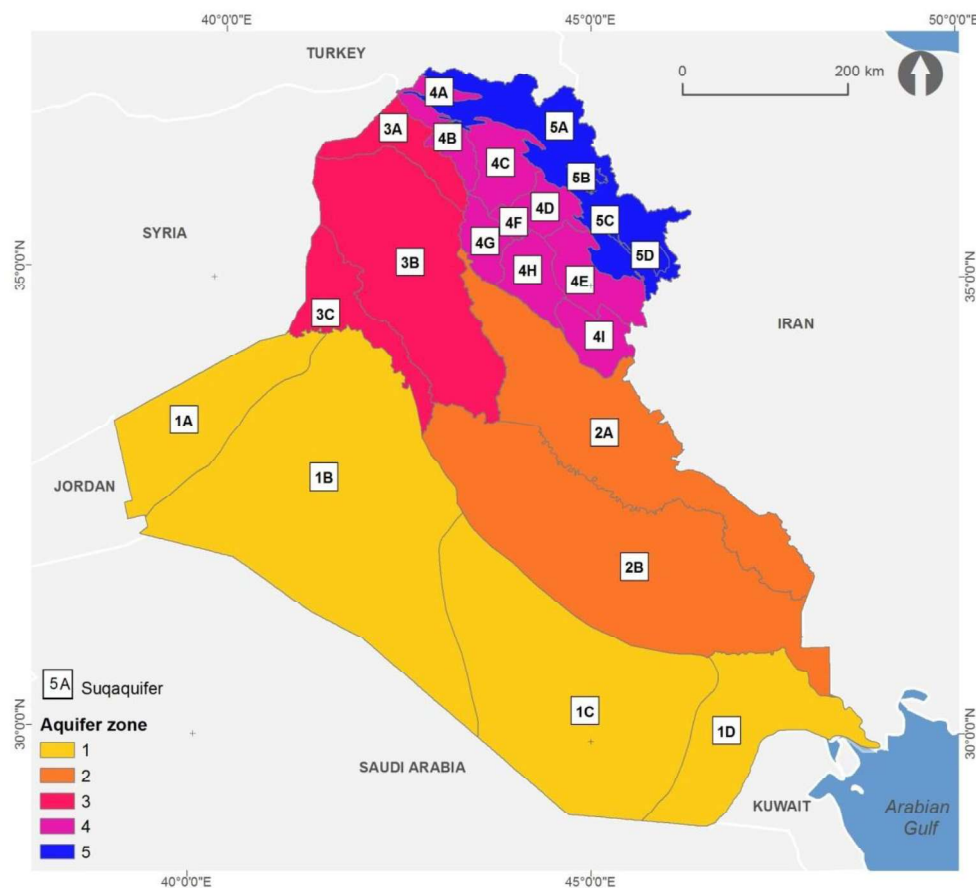 40°0'0"E 45°0'0"E 50°0'0"E
TURKEY
0 200 km
4A
5A
3A
4B
4C
5B
4D
5C
4F
SYRIA
4G
5D
3B
4H
4E
35°0'0"N
35°0'0"N
3C
IRAN
4I
1A
2A
1B
JORDAN
2B
5A Suqaquifer
Aquifer zone
1
2
3
4
5
1C
1D
30°0'0"N
30°0'0"N
SAUDI ARABIA
KUWAIT
Arabian
Gulf
40°0'0"E 45°0'0"E